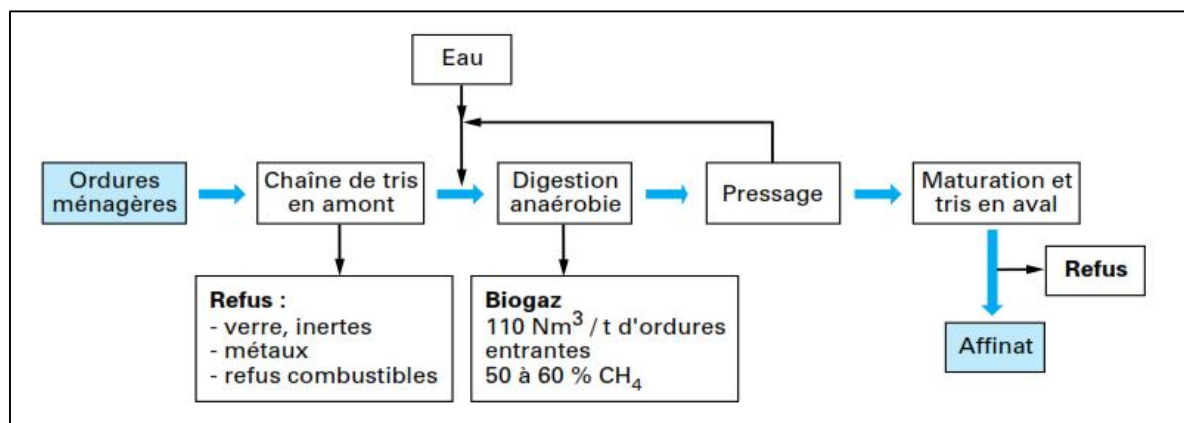 Eau
Ordures
ménagères
Chaîne de tris
en amont
Digestion
anaérobie
Pressage
Maturation et
tris en aval
Refus :
- verre, inertes
- métaux
- refus combustibles
Biogaz
110 Nm³ / t d'ordures
entrantes
50 à 60 % CH₄
Refus
Affinat